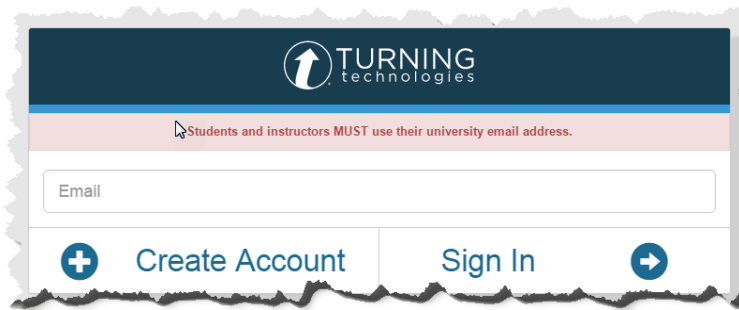 TURNING
technologies
Students and instructors MUST use their university email address.
Email
Create Account
Sign In